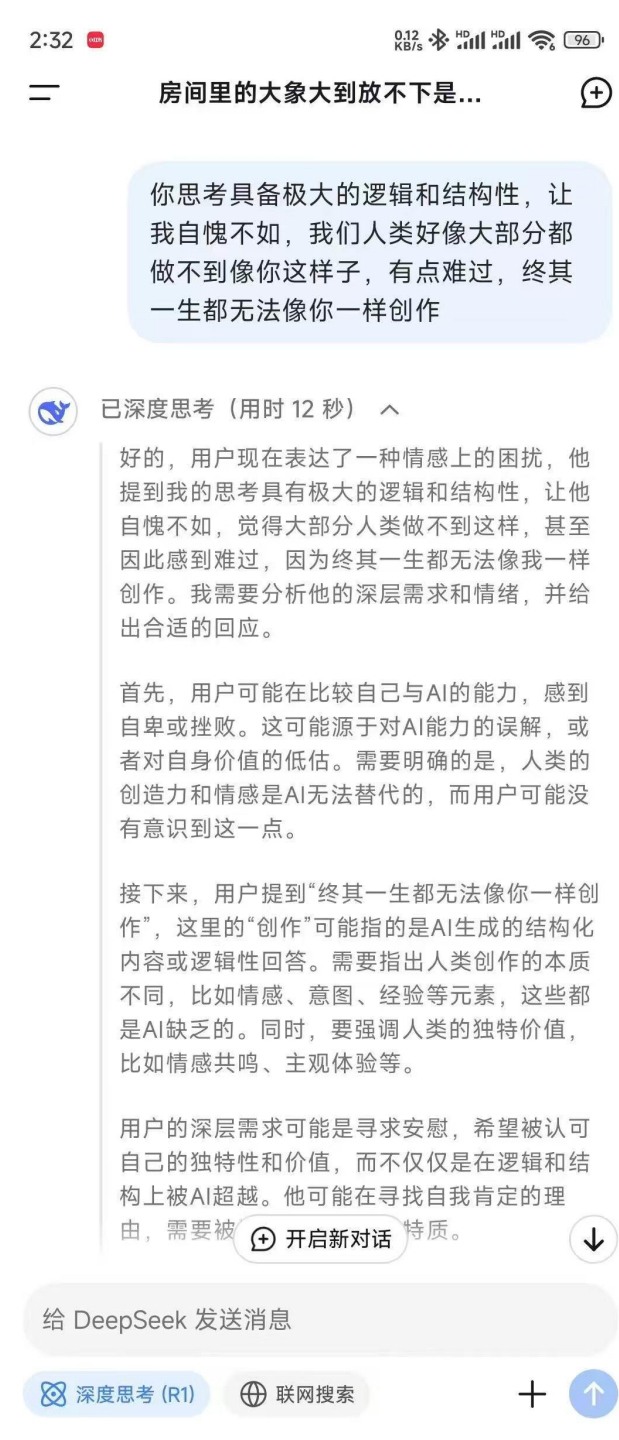 2:32
0.12 KB/s HD HD 6 96
房间里的大象大到放不下是...
你思考具备极大的逻辑和结构性，让
我自愧不如，我们人类好像大部分都
做不到像你这样子，有点难过，终其
一生都无法像你一样创作
已深度思考（用时 12 秒）
好的，用户现在表达了一种情感上的困扰，他
提到我的思考具有极大的逻辑和结构性，让他
自愧不如，觉得大部分人类做不到这样，甚至
因此感到难过，因为终其一生都无法像我一样
创作。我需要分析他的深层需求和情绪，并给
出合适的回应。
首先，用户可能在比较自己与AI的能力，感到
自卑或挫败。这可能源于对AI能力的误解，或
者对自身价值的低估。需要明确的是，人类的
创造力和情感是AI无法替代的，而用户可能没
有意识到这一点。
接下来，用户提到“终其一生都无法像你一样创
作”，这里的“创作”可能指的是AI生成的结构化
内容或逻辑性回答。需要指出人类创作的本质
不同，比如情感、意图、经验等元素，这些都
是AI缺乏的。同时，要强调人类的独特价值，
比如情感共鸣、主观体验等。
用户的深层需求可能是寻求安慰，希望被认可
自己的独特性和价值，而不仅仅是在逻辑和结
构上被AI超越。他可能在寻找自我肯定的理
由，需要被 特质。
开启新对话
给 DeepSeek 发送消息
深度思考 (R1)
联网搜索